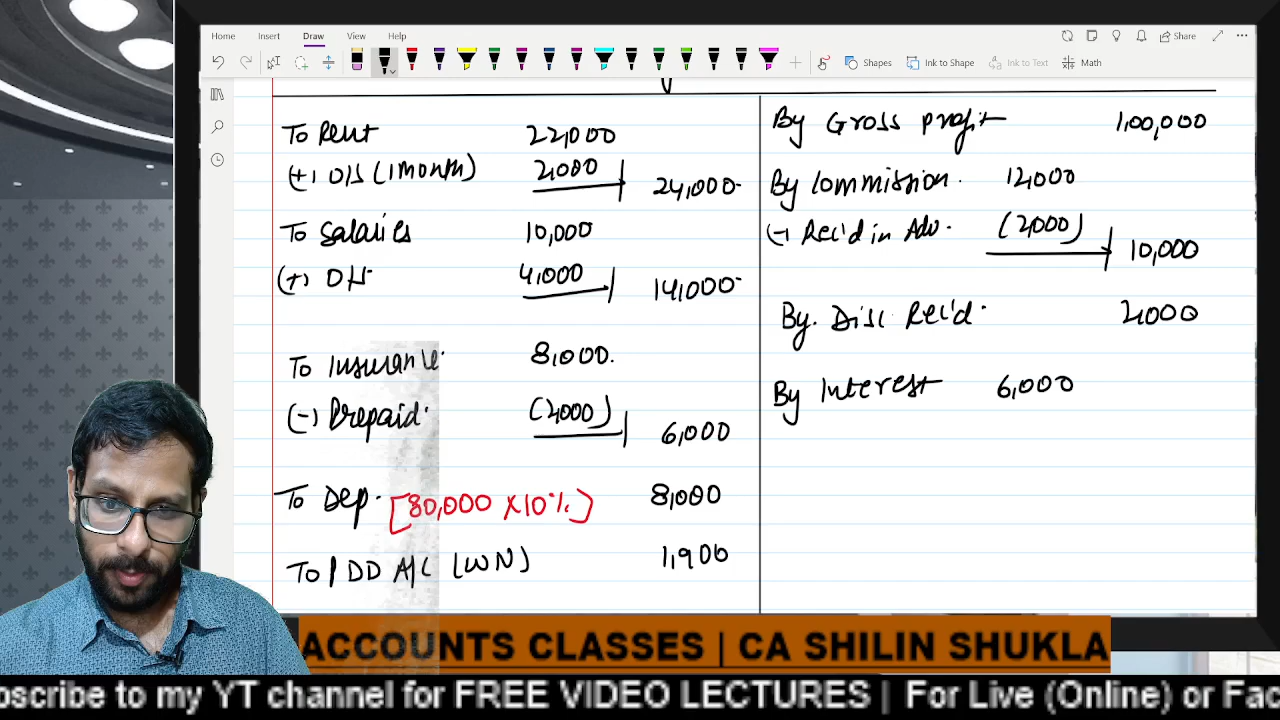 Home Insert Draw View Help Share
Shapes Ink to Shape Ink to Text Math
To Rent 22,000
(+) O/S (1 month) 2,000 24,000
To Salaries 10,000
(+) O/S 4,000 14,000
To Insurance 8,000.
(-) Prepaid (2,000) 6,000
To Dep. [80,000 x 10%] 8,000
To PDD A/C (WN) 1,900
By Gross profit 1,00,000
By Commission. 12,000
(-) Rec'd in Adv. (2,000) 10,000
By. Disc Rec'd. 2,000
By Interest 6,000
ACCOUNTS CLASSES | CA SHILIN SHUKLA
bscribe to my YT channel for FREE VIDEO LECTURES | For Live (Online) or Fac